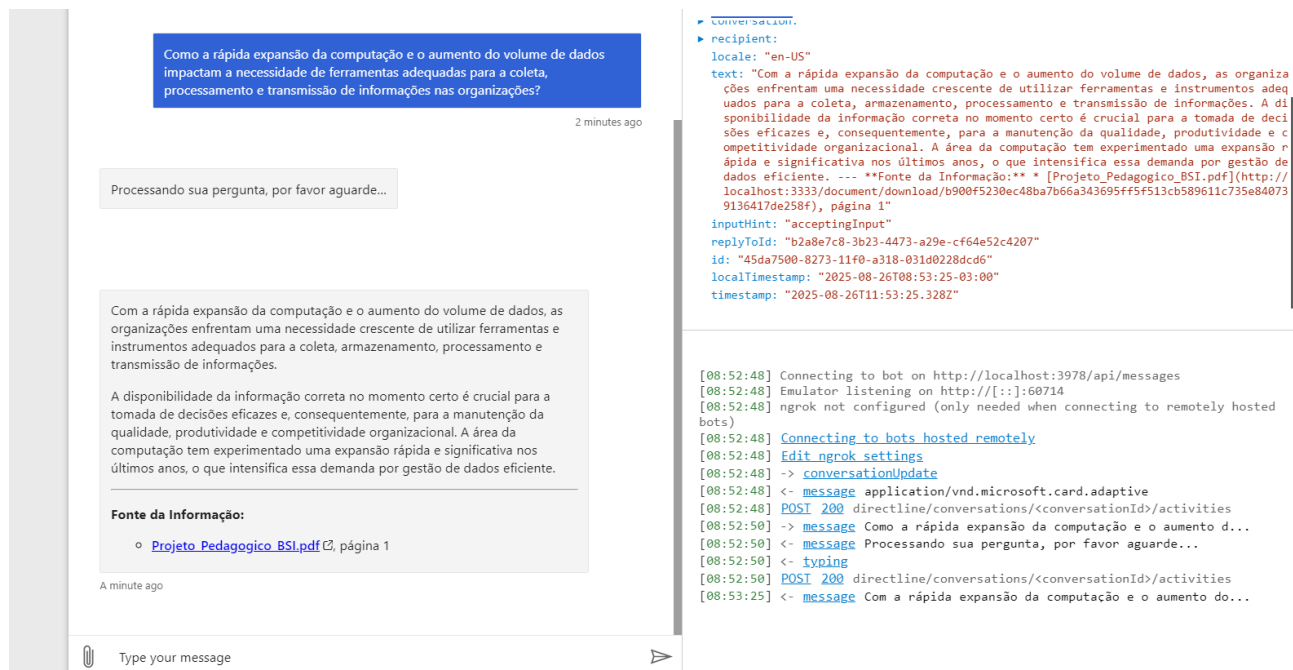 Como a rápida expansão da computação e o aumento do volume de dados
impactam a necessidade de ferramentas adequadas para a coleta,
processamento e transmissão de informações nas organizações?
2 minutes ago
Processando sua pergunta, por favor aguarde...
Com a rápida expansão da computação e o aumento do volume de dados, as
organizações enfrentam uma necessidade crescente de utilizar ferramentas e
instrumentos adequados para a coleta, armazenamento, processamento e
transmissão de informações.
A disponibilidade da informação correta no momento certo é crucial para a
tomada de decisões eficazes e, consequentemente, para a manutenção da
qualidade, produtividade e competitividade organizacional. A área da
computação tem experimentado uma expansão rápida e significativa nos
últimos anos, o que intensifica essa demanda por gestão de dados eficiente.
Fonte da Informação:
Projeto_Pedagogico_BSI.pdf, página 1
A minute ago
Type your message
conversation:
recipient:
locale: "en-US"
text: "Com a rápida expansão da computação e o aumento do volume de dados, as organiza
ções enfrentam uma necessidade crescente de utilizar ferramentas e instrumentos adeq
uados para a coleta, armazenamento, processamento e transmissão de informações. A di
sponibilidade da informação correta no momento certo é crucial para a tomada de deci
sões eficazes e, consequentemente, para a manutenção da qualidade, produtividade e c
ompetitividade organizacional. A área da computação tem experimentado uma expansão r
ápida e significativa nos últimos anos, o que intensifica essa demanda por gestão de
dados eficiente. --- **Fonte da Informação:** * [Projeto_Pedagogico_BSI.pdf](http://
localhost:3333/document/download/b900f5230ec48ba7b66a343695ff5f513cb589611c735e84073
9136417de258f), página 1"
inputHint: "acceptingInput"
replyToId: "b2a8e7c8-3b23-4473-a29e-cf64e52c4207"
id: "45da7500-8273-11f0-a318-031d0228dcd6"
localTimestamp: "2025-08-26T08:53:25-03:00"
timestamp: "2025-08-26T11:53:25.328Z"
[08:52:48] Connecting to bot on http://localhost:3978/api/messages
[08:52:48] Emulator listening on http://[::]:60714
[08:52:48] ngrok not configured (only needed when connecting to remotely hosted
bots)
[08:52:48] Connecting to bots hosted remotely
[08:52:48] Edit ngrok settings
[08:52:48] -> conversationUpdate
[08:52:48] <- message application/vnd.microsoft.card.adaptive
[08:52:48] POST 200 directline/conversations/<conversationId>/activities
[08:52:50] -> message Como a rápida expansão da computação e o aumento d...
[08:52:50] <- message Processando sua pergunta, por favor aguarde...
[08:52:50] <- typing
[08:52:50] POST 200 directline/conversations/<conversationId>/activities
[08:53:25] <- message Com a rápida expansão da computação e o aumento do...